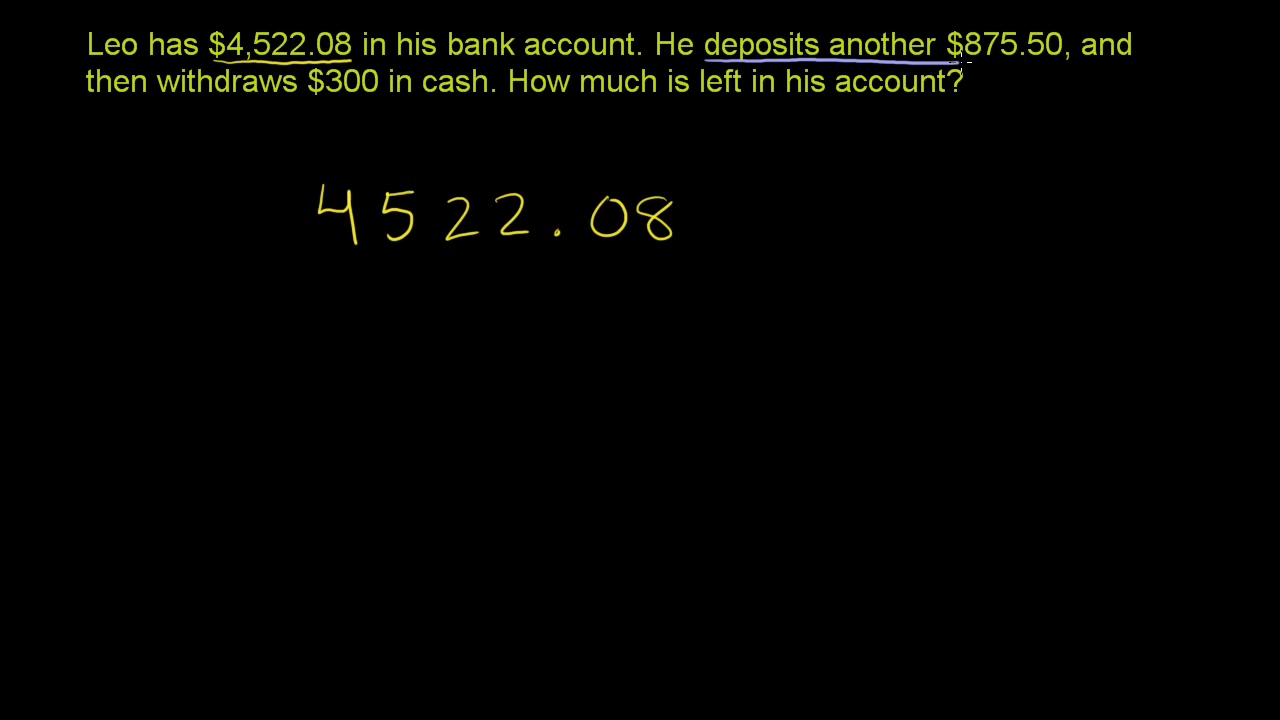 Leo has $4,522.08 in his bank account. He deposits another $875.50, and
then withdraws $300 in cash. How much is left in his account?
4522.08